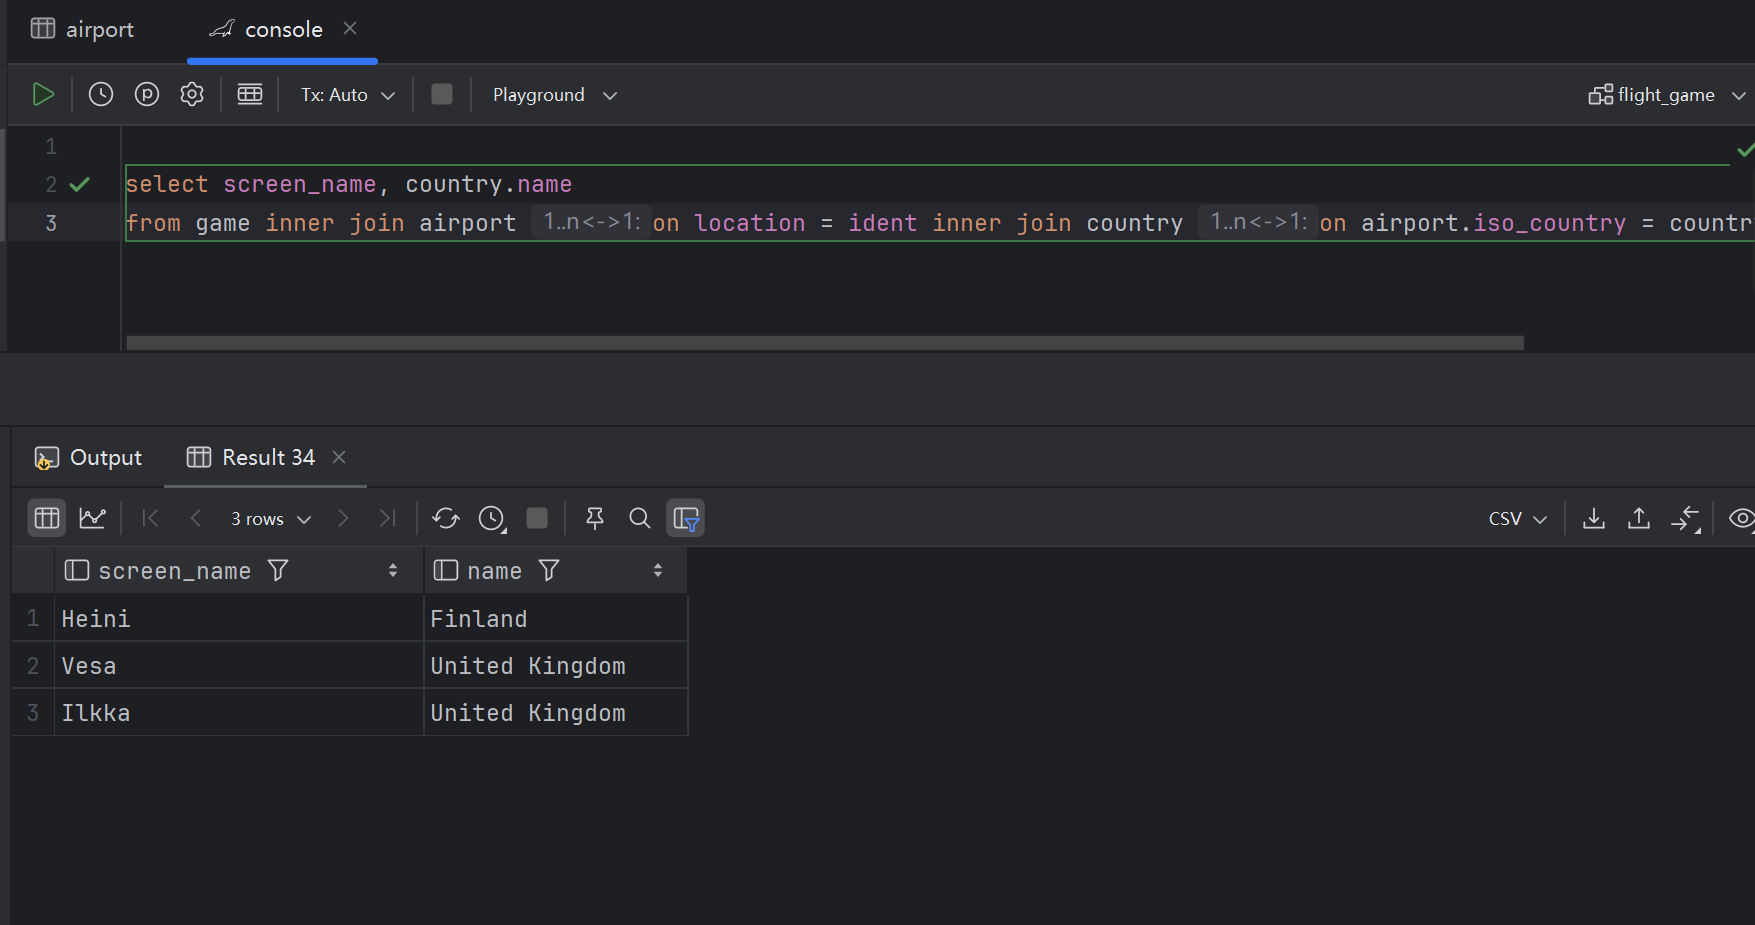 airport console
Tx: Auto Playground flight_game
1
2 select screen_name, country.name
3 from game inner join airport 1..n<->1: on location = ident inner join country 1..n<->1: on airport.iso_country = countr
Output Result 34
3 rows CSV
screen_name name
1 Heini Finland
2 Vesa United Kingdom
3 Ilkka United Kingdom